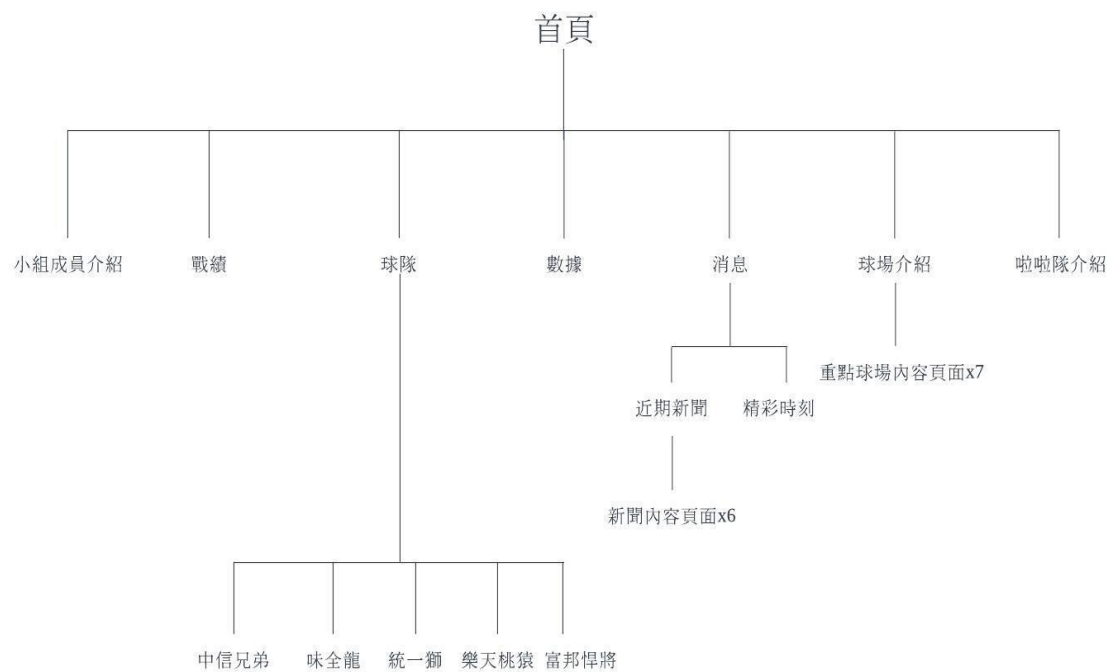 首頁
小組成員介紹
戰績
球隊
數據
消息
球場介紹
啦啦隊介紹
重點球場內容頁面x7
近期新聞
精彩時刻
新聞內容頁面x6
中信兄弟
味全龍
統一獅
樂天桃猿
富邦悍將